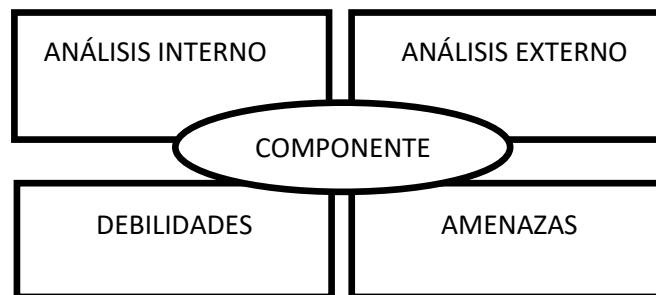 ANÁLISIS INTERNO
ANÁLISIS EXTERNO
COMPONENTE
DEBILIDADES
AMENAZAS